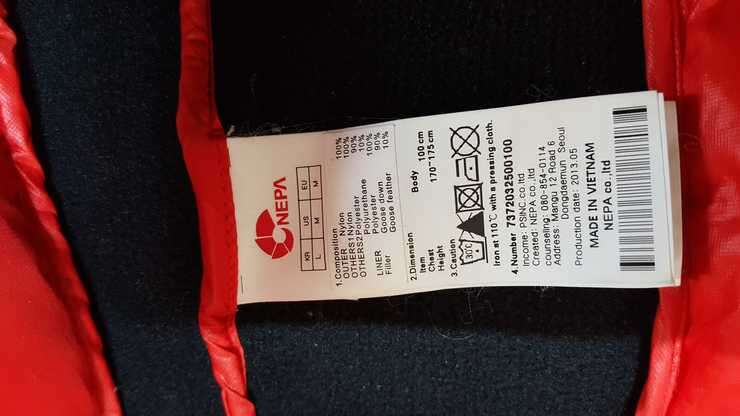 NEPA
KR US EU
L M M
1.Composition
OUTER Nylon 100%
OTHERS1 Nylon 100%
OTHERS2 Polyester 90%
Polyurethane 10%
LINER Polyester 100%
Filler Goose down 90%
Goose feather 10%
2.Dimension
Item Body
Chest 100 cm
Height 170~175 cm
3.Caution
30℃
Iron at 110℃ with a pressing cloth.
4.Number 7372032500100
Income: PSINC.co.ltd
Created: NEPA co.,ltd
counseling: 080-854-0114
Address: Mangu 12 Road 6
Dongdaemun Seoul
Production date: 2013.05
MADE IN VIETNAM
NEPA co.,ltd